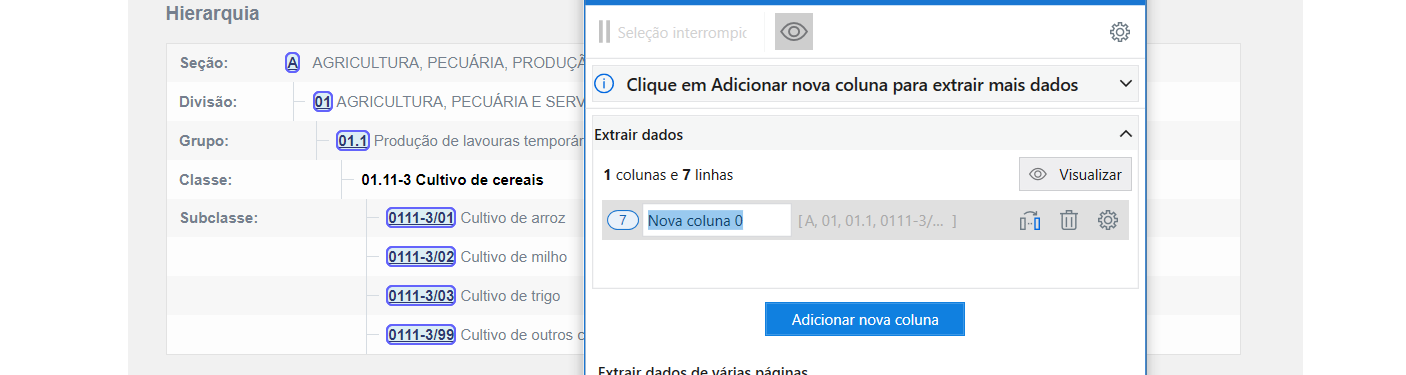 Hierarquia
Seção: A AGRICULTURA, PECUÁRIA, PRODUÇÃ
Divisão: 01 AGRICULTURA, PECUÁRIA E SERV
Grupo: 01.1 Produção de lavouras temporár
Classe: 01.11-3 Cultivo de cereais
Subclasse: 0111-3/01 Cultivo de arroz
0111-3/02 Cultivo de milho
0111-3/03 Cultivo de trigo
0111-3/99 Cultivo de outros c
Seleção interrompid
Clique em Adicionar nova coluna para extrair mais dados
Extrair dados
1 colunas e 7 linhas
Visualizar
7 Nova coluna 0 [ A, 01, 01.1, 0111-3/... ]
Adicionar nova coluna
Extrair dados de várias páginas